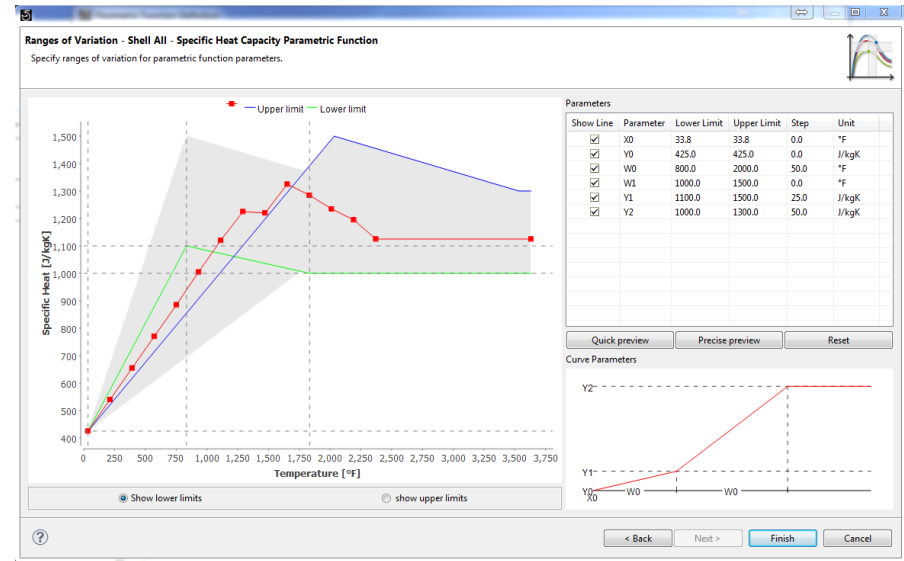 5
Ranges of Variation - Shell All - Specific Heat Capacity Parametric Function
Specify ranges of variation for parametric function parameters.
Upper limit Lower limit
1,500
1,400
1,300
1,200
1,100
1,000
900
800
700
600
500
400
Specific Heat [J/kgK]
0 250 500 750 1,000 1,250 1,500 1,750 2,000 2,250 2,500 2,750 3,000 3,250 3,500 3,750
Temperature [°F]
Show lower limits show upper limits
Parameters
Show Line Parameter Lower Limit Upper Limit Step Unit
X0 33.8 33.8 0.0 °F
Y0 425.0 425.0 0.0 J/kgK
W0 800.0 2000.0 50.0 °F
W1 1000.0 1500.0 0.0 °F
Y1 1100.0 1500.0 25.0 J/kgK
Y2 1000.0 1300.0 50.0 J/kgK
Quick preview Precise preview Reset
Curve Parameters
Y2
Y1
Y0 W0 W0
X0
? < Back Next > Finish Cancel